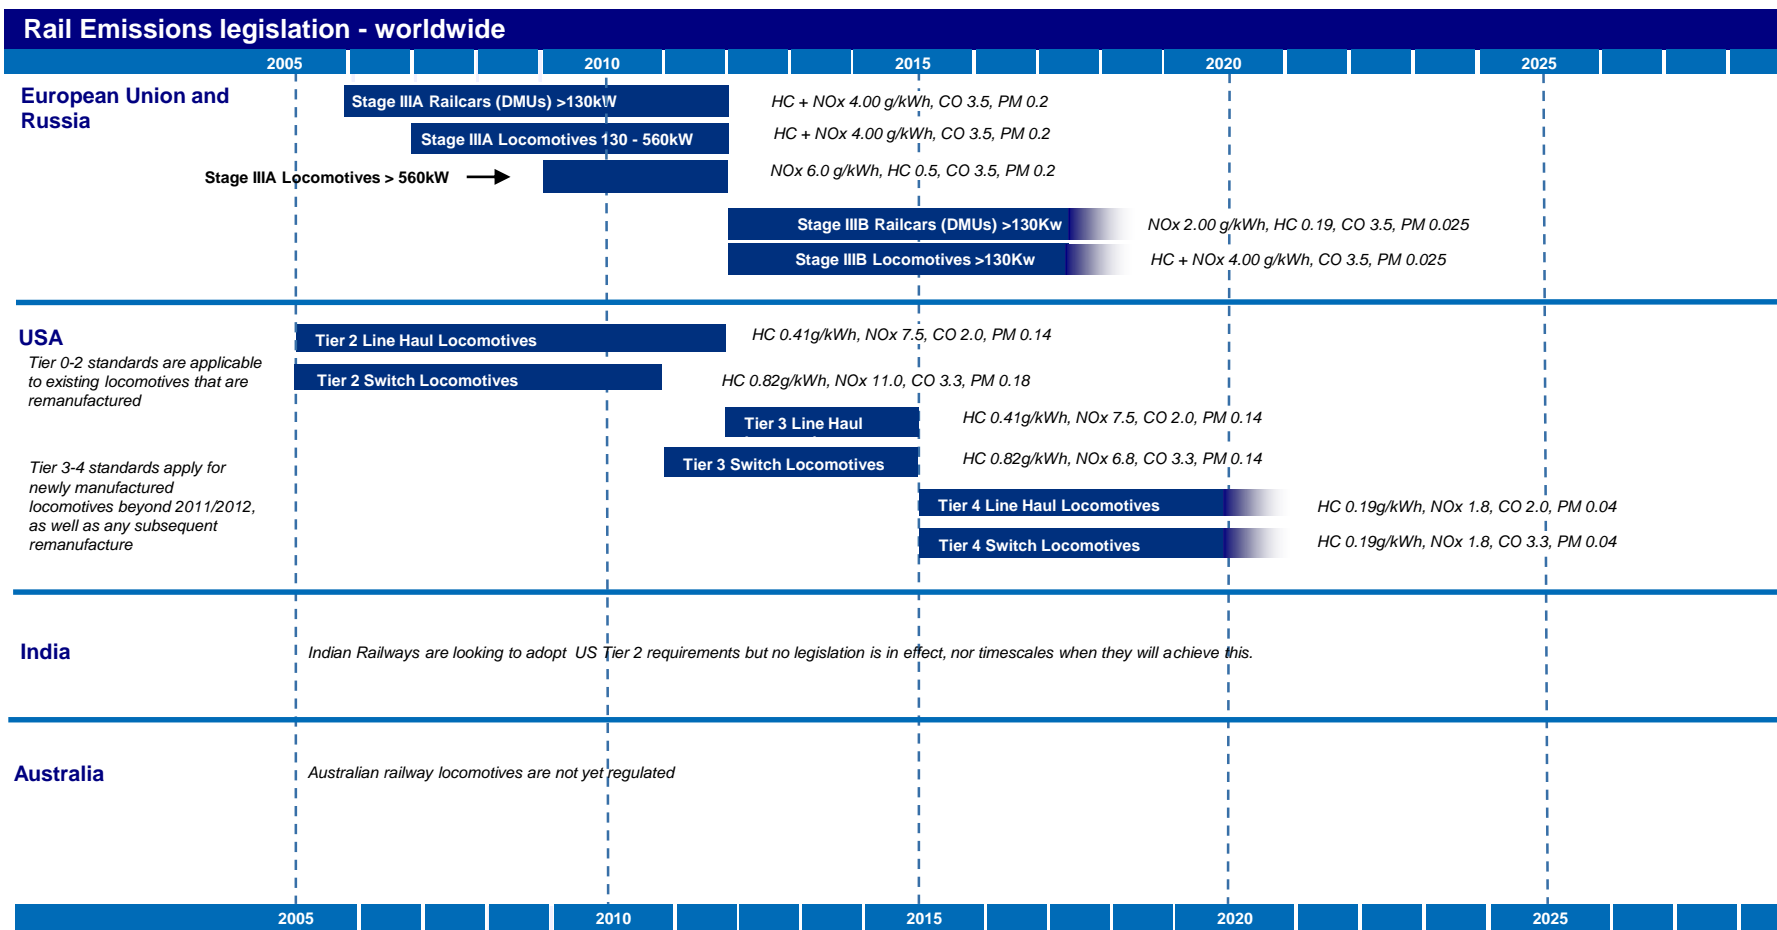 Rail Emissions legislation - worldwide
2005 2010 2015 2020 2025
European Union and
Russia
Stage IIIA Railcars (DMUs) >130kW
HC + NOx 4.00 g/kWh, CO 3.5, PM 0.2
Stage IIIA Locomotives 130 - 560kW
HC + NOx 4.00 g/kWh, CO 3.5, PM 0.2
Stage IIIA Locomotives > 560kW
NOx 6.0 g/kWh, HC 0.5, CO 3.5, PM 0.2
Stage IIIB Railcars (DMUs) >130Kw
NOx 2.00 g/kWh, HC 0.19, CO 3.5, PM 0.025
Stage IIIB Locomotives >130Kw
HC + NOx 4.00 g/kWh, CO 3.5, PM 0.025
USA
Tier 0-2 standards are applicable
to existing locomotives that are
remanufactured
Tier 2 Line Haul Locomotives
HC 0.41g/kWh, NOx 7.5, CO 2.0, PM 0.14
Tier 2 Switch Locomotives
HC 0.82g/kWh, NOx 11.0, CO 3.3, PM 0.18
Tier 3 Line Haul
HC 0.41g/kWh, NOx 7.5, CO 2.0, PM 0.14
Tier 3-4 standards apply for
newly manufactured
locomotives beyond 2011/2012,
as well as any subsequent
remanufacture
Tier 3 Switch Locomotives
HC 0.82g/kWh, NOx 6.8, CO 3.3, PM 0.14
Tier 4 Line Haul Locomotives
HC 0.19g/kWh, NOx 1.8, CO 2.0, PM 0.04
Tier 4 Switch Locomotives
HC 0.19g/kWh, NOx 1.8, CO 3.3, PM 0.04
India
Indian Railways are looking to adopt US Tier 2 requirements but no legislation is in effect, nor timescales when they will achieve this.
Australia
Australian railway locomotives are not yet regulated
2005 2010 2015 2020 2025